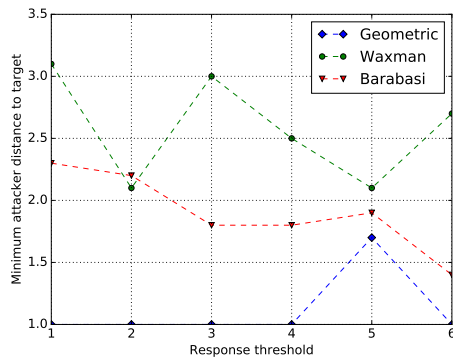 3.5
3.0
2.5
2.0
1.5
1.0
Minimum attacker distance to target
Geometric
Waxman
Barabasi
1 2 3 4 5 6
Response threshold